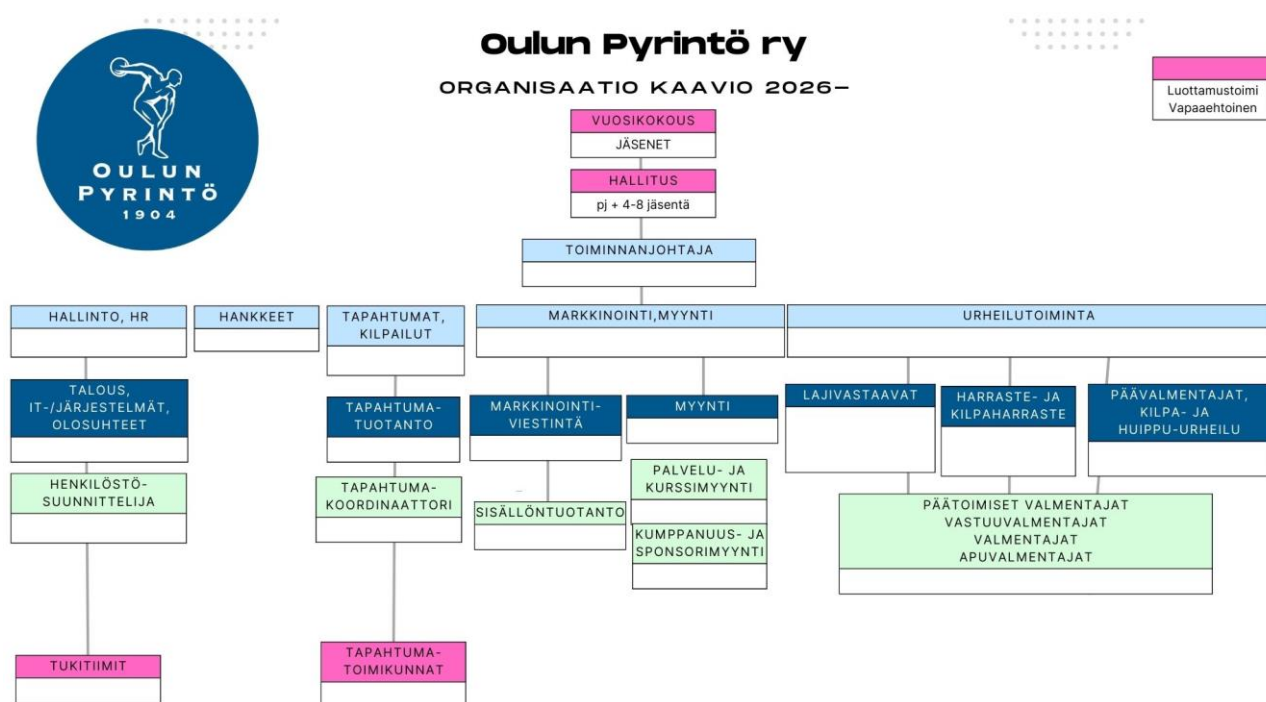 Oulun Pyrintö ry
ORGANISAATIO KAAVIO 2026–
OULUN
PYRINTÖ
1904
Luottamustoimi
Vapaaehtoinen
VUOSIKOKOUS
JÄSENET
HALLITUS
pj + 4-8 jäsentä
TOIMINNANJOHTAJA
HALLINTO, HR
HANKKEET
TAPAHTUMAT,
KILPAILUT
MARKKINOINTI,MYYNTI
URHEILUTOIMINTA
TALOUS,
IT-/JÄRJESTELMÄT,
OLOSUHTEET
TAPAHTUMA-
TUOTANTO
MARKKINOINTI-
VIESTINTÄ
MYYNTI
LAJIVASTAAVAT
HARRASTE- JA
KILPAHARRASTE
PÄÄVALMENTAJAT,
KILPA- JA
HUIPPU-URHEILU
HENKILÖSTÖ-
SUUNNITTELIJA
TAPAHTUMA-
KOORDINAATTORI
SISÄLLÖNTUOTANTO
PALVELU- JA
KURSSIMYYNTI
KUMPPANUUS- JA
SPONSORIMYYNTI
PÄÄTOIMISET VALMENTAJAT
VASTUUVALMENTAJAT
VALMENTAJAT
APUVALMENTAJAT
TUKITIIMIT
TAPAHTUMA-
TOIMIKUNNAT